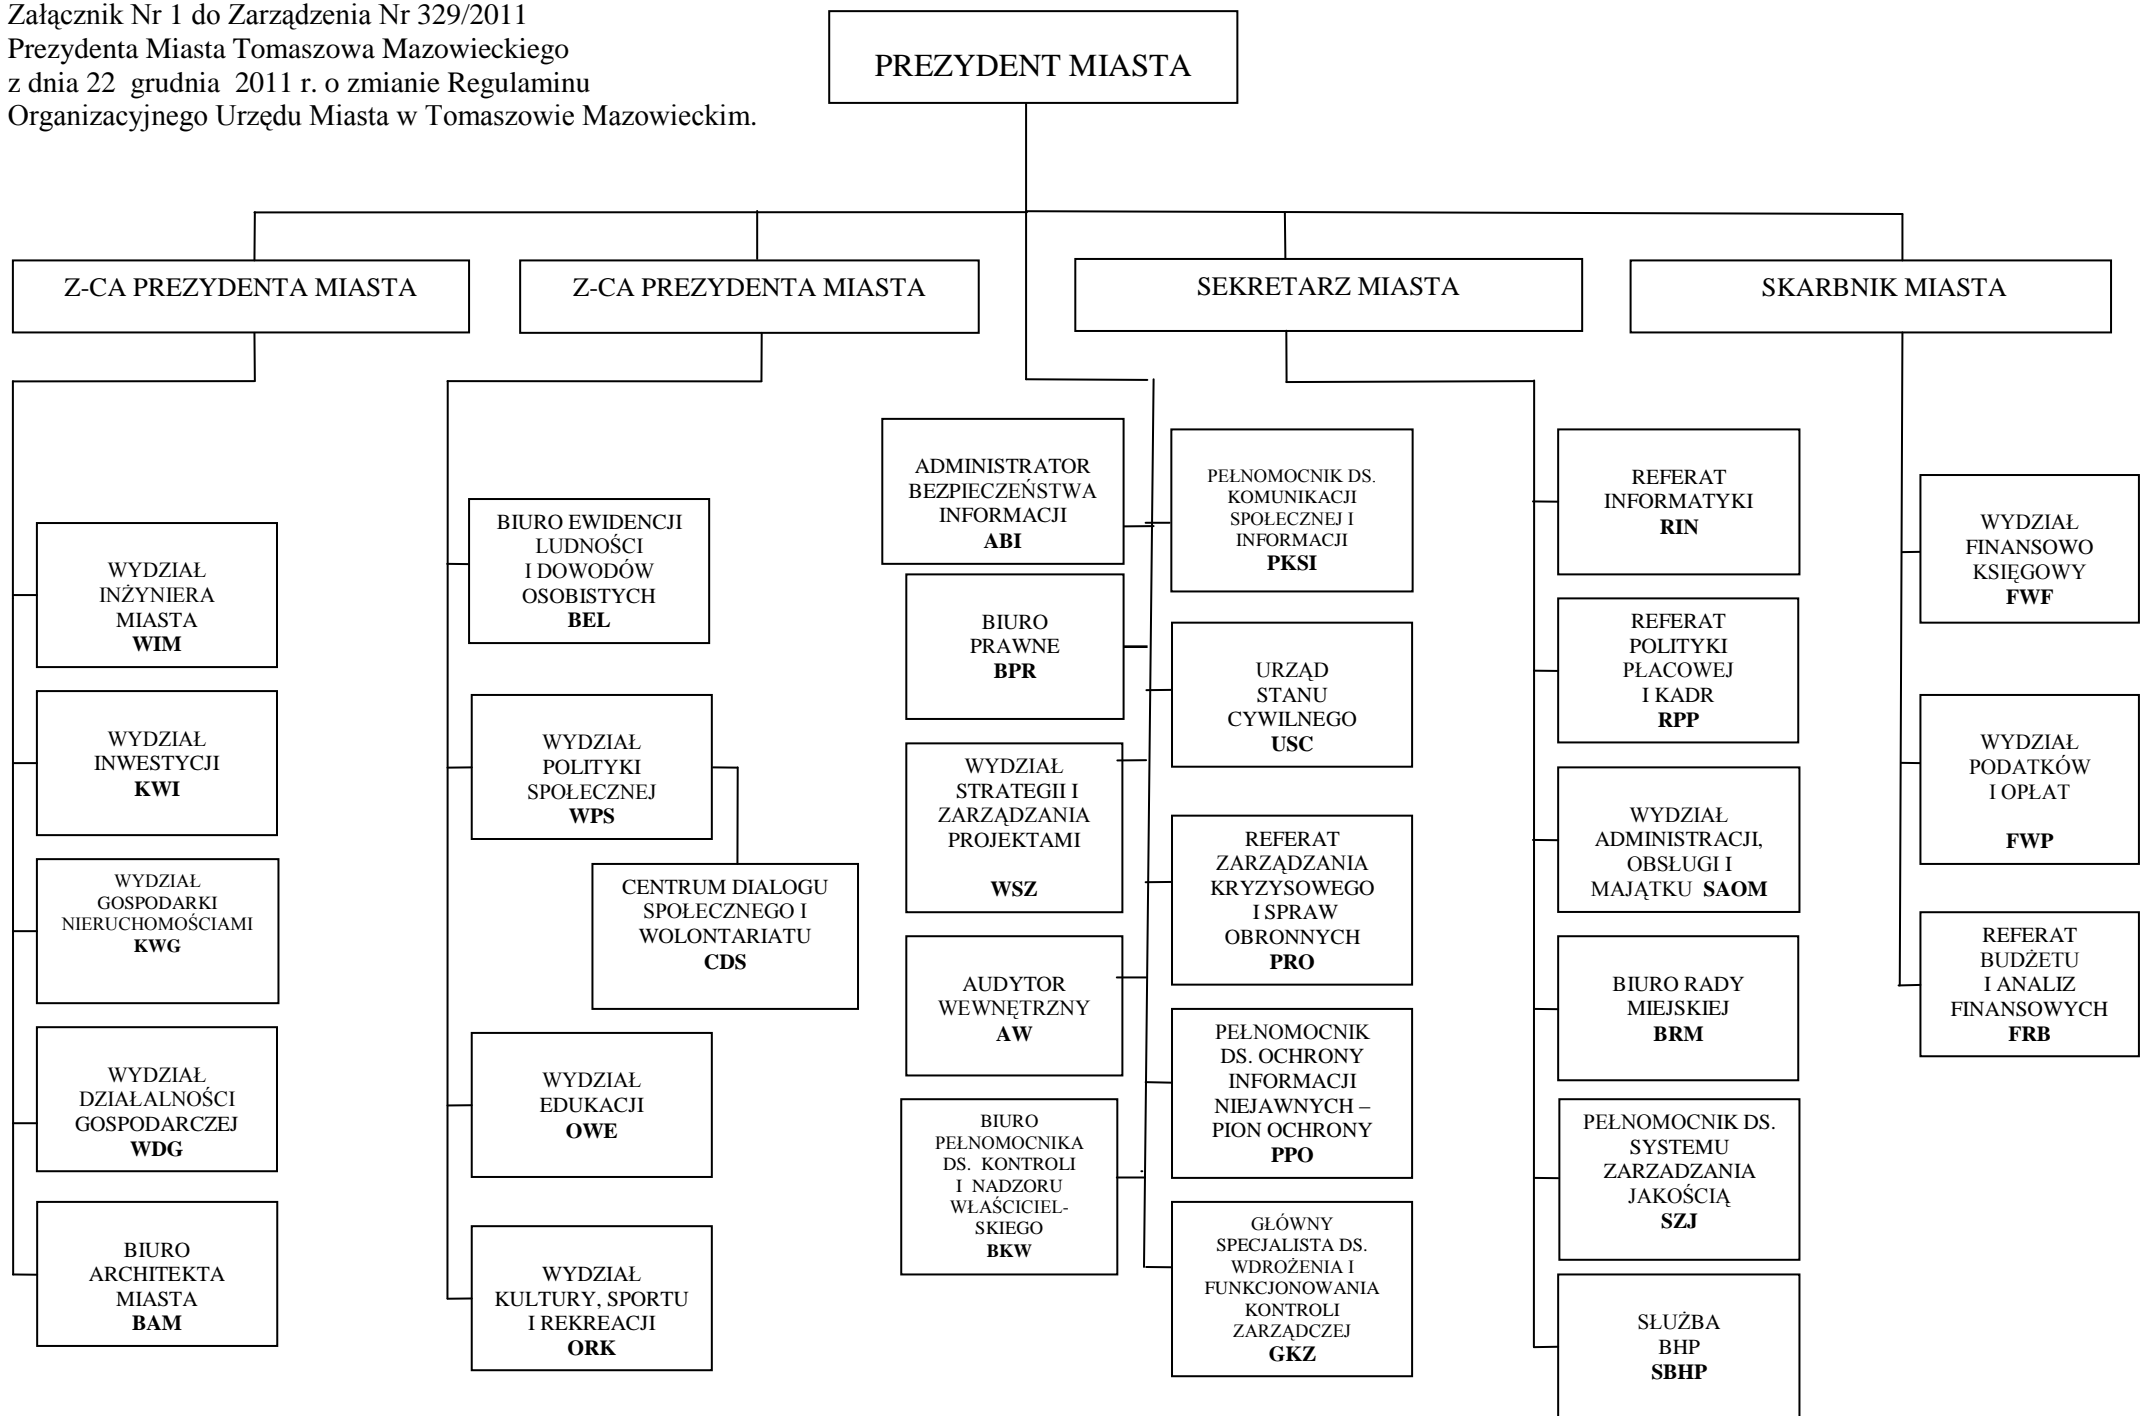 Załącznik Nr 1 do Zarządzenia Nr 329/2011
Prezydenta Miasta Tomaszowa Mazowieckiego
z dnia 22 grudnia 2011 r. o zmianie Regulaminu
Organizacyjnego Urzędu Miasta w Tomaszowie Mazowieckim.
PREZYDENT MIASTA
Z-CA PREZYDENTA MIASTA
Z-CA PREZYDENTA MIASTA
SEKRETARZ MIASTA
SKARBNIK MIASTA
WYDZIAŁ
INŻYNIERA
MIASTA
WIM
WYDZIAŁ
INWESTYCJI
KWI
WYDZIAŁ
GOSPODARKI
NIERUCHOMOŚCIAMI
KWG
WYDZIAŁ
DZIAŁALNOŚCI
GOSPODARCZEJ
WDG
BIURO
ARCHITEKTA
MIASTA
BAM
BIURO EWIDENCJI
LUDNOŚCI
I DOWODÓW
OSOBISTYCH
BEL
WYDZIAŁ
POLITYKI
SPOŁECZNEJ
WPS
CENTRUM DIALOGU
SPOŁECZNEGO I
WOLONTARIATU
CDS
WYDZIAŁ
EDUKACJI
OWE
WYDZIAŁ
KULTURY, SPORTU
I REKREACJI
ORK
ADMINISTRATOR
BEZPIECZEŃSTWA
INFORMACJI
ABI
BIURO
PRAWNE
BPR
WYDZIAŁ
STRATEGII I
ZARZĄDZANIA
PROJEKTAMI
WSZ
AUDYTOR
WEWNĘTRZNY
AW
BIURO
PEŁNOMOCNIKA
DS. KONTROLI
I NADZORU
WŁAŚCICIEL-
SKIEGO
BKW
PEŁNOMOCNIK DS.
KOMUNIKACJI
SPOŁECZNEJ I
INFORMACJI
PKSI
URZĄD
STANU
CYWILNEGO
USC
REFERAT
ZARZĄDZANIA
KRYZYSOWEGO
I SPRAW
OBRONNYCH
PRO
PEŁNOMOCNIK
DS. OCHRONY
INFORMACJI
NIEJAWNYCH –
PION OCHRONY
PPO
GŁÓWNY
SPECJALISTA DS.
WDROŻENIA I
FUNKCJONOWANIA
KONTROLI
ZARZĄDCZEJ
GKZ
REFERAT
INFORMATYKI
RIN
REFERAT
POLITYKI
PŁACOWEJ
I KADR
RPP
WYDZIAŁ
ADMINISTRACJI,
OBSŁUGI I
MAJĄTKU SAOM
BIURO RADY
MIEJSKIEJ
BRM
PEŁNOMOCNIK DS.
SYSTEMU
ZARZADZANIA
JAKOŚCIĄ
SZJ
SŁUŻBA
BHP
SBHP
WYDZIAŁ
FINANSOWO
KSIĘGOWY
FWF
WYDZIAŁ
PODATKÓW
I OPŁAT
FWP
REFERAT
BUDŻETU
I ANALIZ
FINANSOWYCH
FRB